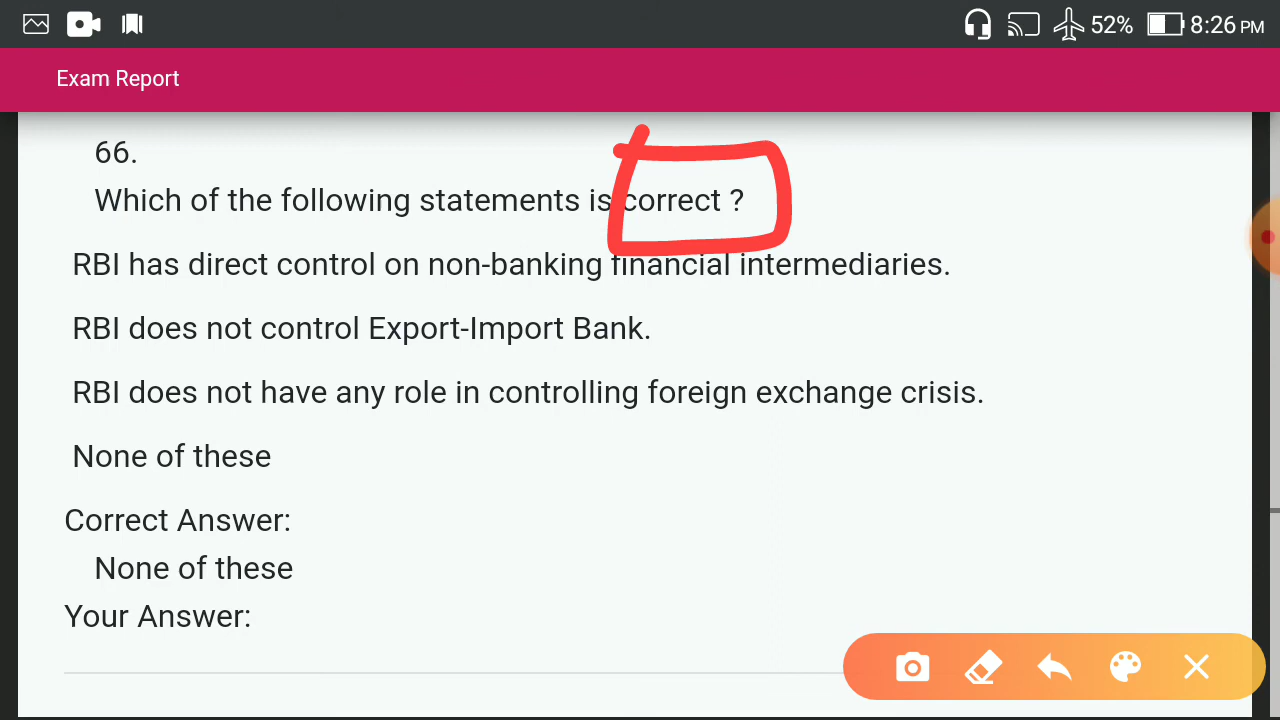 52% 8:26 PM
Exam Report
66.
Which of the following statements is correct ?
RBI has direct control on non-banking financial intermediaries.
RBI does not control Export-Import Bank.
RBI does not have any role in controlling foreign exchange crisis.
None of these
Correct Answer:
None of these
Your Answer: